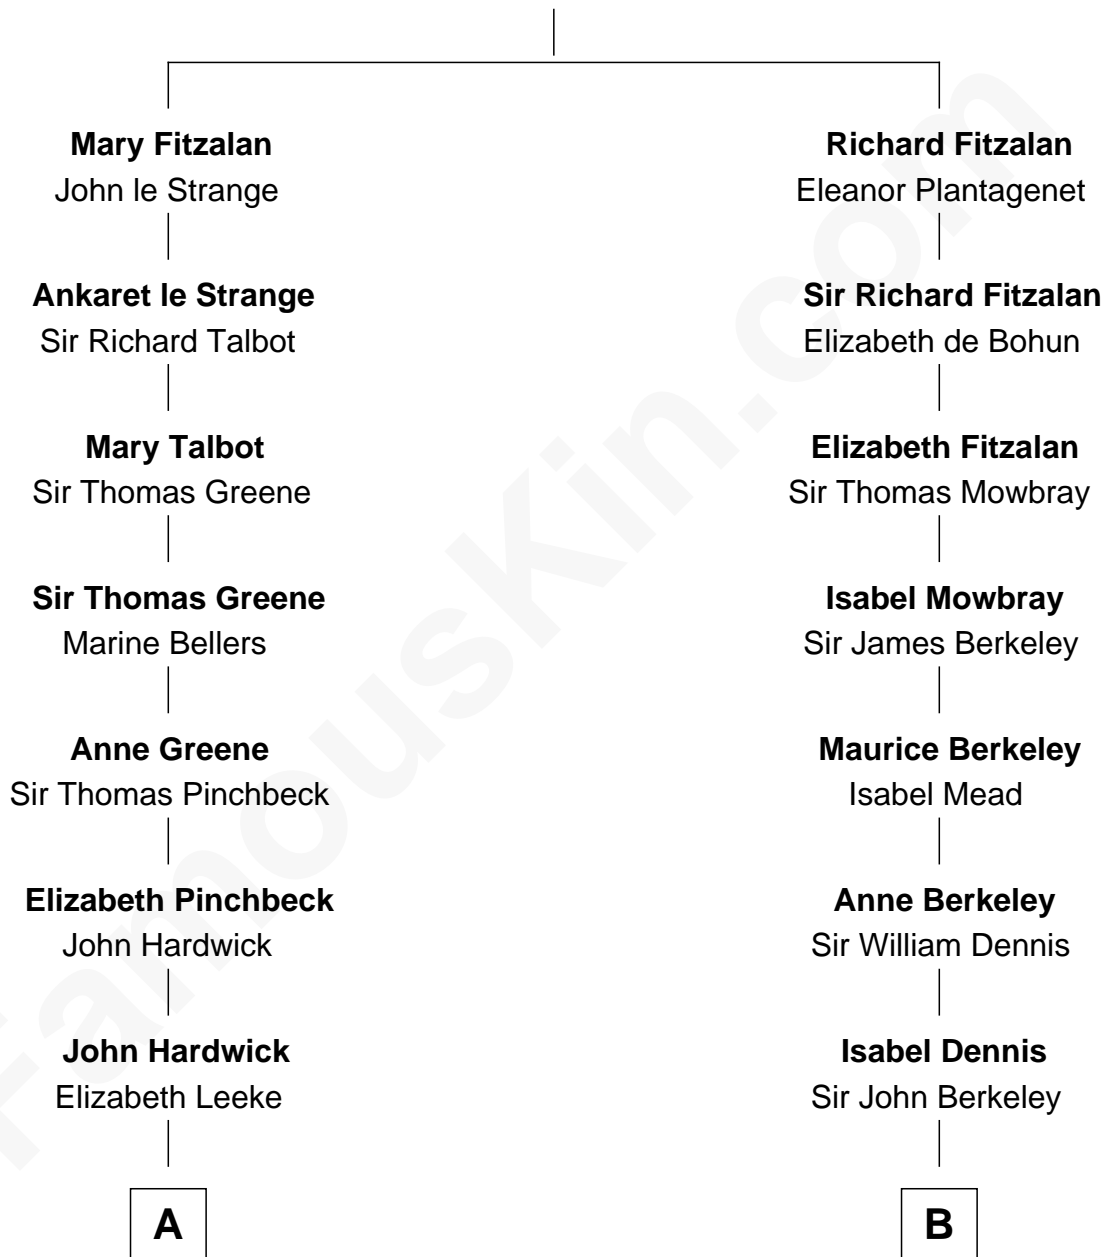 Mary Fitzalan
John le Strange
Ankaret le Strange
Sir Richard Talbot
Mary Talbot
Sir Thomas Greene
Sir Thomas Greene
Marine Bellers
Anne Greene
Sir Thomas Pinchbeck
Elizabeth Pinchbeck
John Hardwick
John Hardwick
Elizabeth Leeke
A
Richard Fitzalan
Eleanor Plantagenet
Sir Richard Fitzalan
Elizabeth de Bohun
Elizabeth Fitzalan
Sir Thomas Mowbray
Isabel Mowbray
Sir James Berkeley
Maurice Berkeley
Isabel Mead
Anne Berkeley
Sir William Dennis
Isabel Dennis
Sir John Berkeley
B
FamousKin.com